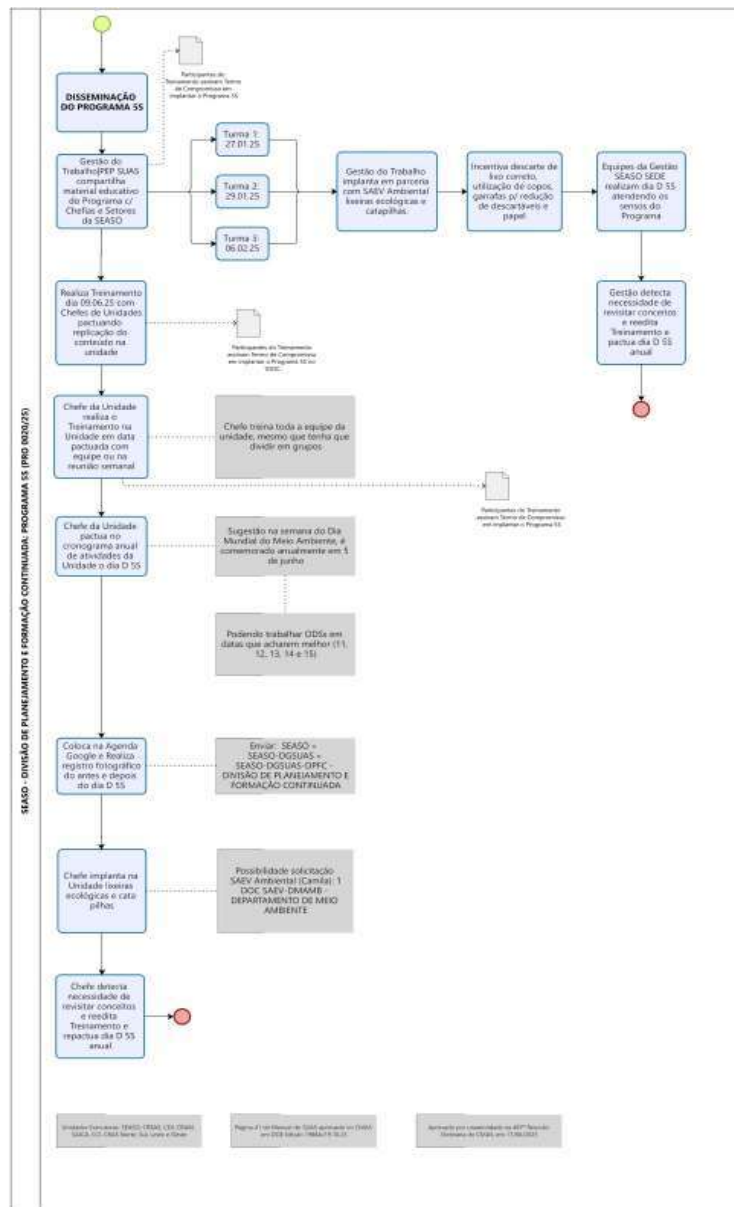 SEASO - DIVISÃO DE PLANEJAMENTO E FORMAÇÃO CONTINUADA: PROGRAMA 5S (PRO 0020/25)
Participantes do
Treinamento assinam Termo
de Compromisso em
implantar o Programa 5S
DISSEMINAÇÃO
DO PROGRAMA 5S
Gestão do
Trabalho|PEP SUAS
compartilha
material educativo
do Programa c/
Chefias e Setores
da SEASO
Turma 1:
27.01.25
Turma 2:
29.01.25
Turma 3:
06.02.25
Gestão do Trabalho
implanta em parceria
com SAEV Ambiental
lixeiras ecológicas e
catapilhas.
Incentiva descarte de
lixo correto,
utilização de copos,
garrafas p/ redução
de descartáveis e
papel
Equipes da Gestão
SEASO SEDE
realizam dia D 5S
atendendo os
sensos do
Programa
Gestão detecta
necessidade de
revisitar conceitos
e reedita
Treinamento e
pactua dia D 5S
anual
Realiza Treinamento
dia 09.06.25 com
Chefes de Unidades
pactuando
replicação do
conteúdo na
unidade
Participantes do Treinamento
assinam Termo de Compromisso
em implantar o Programa 5S
Chefe da Unidade
realiza o
Treinamento na
Unidade em data
pactuada com
equipe ou na
reunião semanal
Chefe treina toda a equipe da
unidade, mesmo que tenha que
dividir em grupos
Participantes do Treinamento
assinam Termo de Compromisso
em implantar o Programa 5S
Chefe da Unidade
pactua no
cronograma anual
de atividades da
Unidade o dia D 5S
Sugestão na semana do Dia
Mundial do Meio Ambiente, é
comemorado anualmente em 5
de junho
Podendo trabalhar ODSs em
datas que acharem melhor (11,
12, 13, 14 e 15)
Coloca na Agenda
Google e Realiza
registro fotográfico
do antes e depois
do dia D 5S
Enviar: SEASO »
SEASO-DGSUAS »
SEASO-DGSUAS-DPFC -
DIVISÃO DE PLANEJAMENTO E
FORMAÇÃO CONTINUADA
Chefe implanta na
Unidade lixeiras
ecológicas e cata
pilhas
Possibilidade solicitação
SAEV Ambiental (Camila): 1
DOC SAEV-DMAMB -
DEPARTAMENTO DE MEIO
AMBIENTE
Chefe detecta
necessidade de
revisitar conceitos
e reedita
Treinamento e
repactua dia D 5S
anual